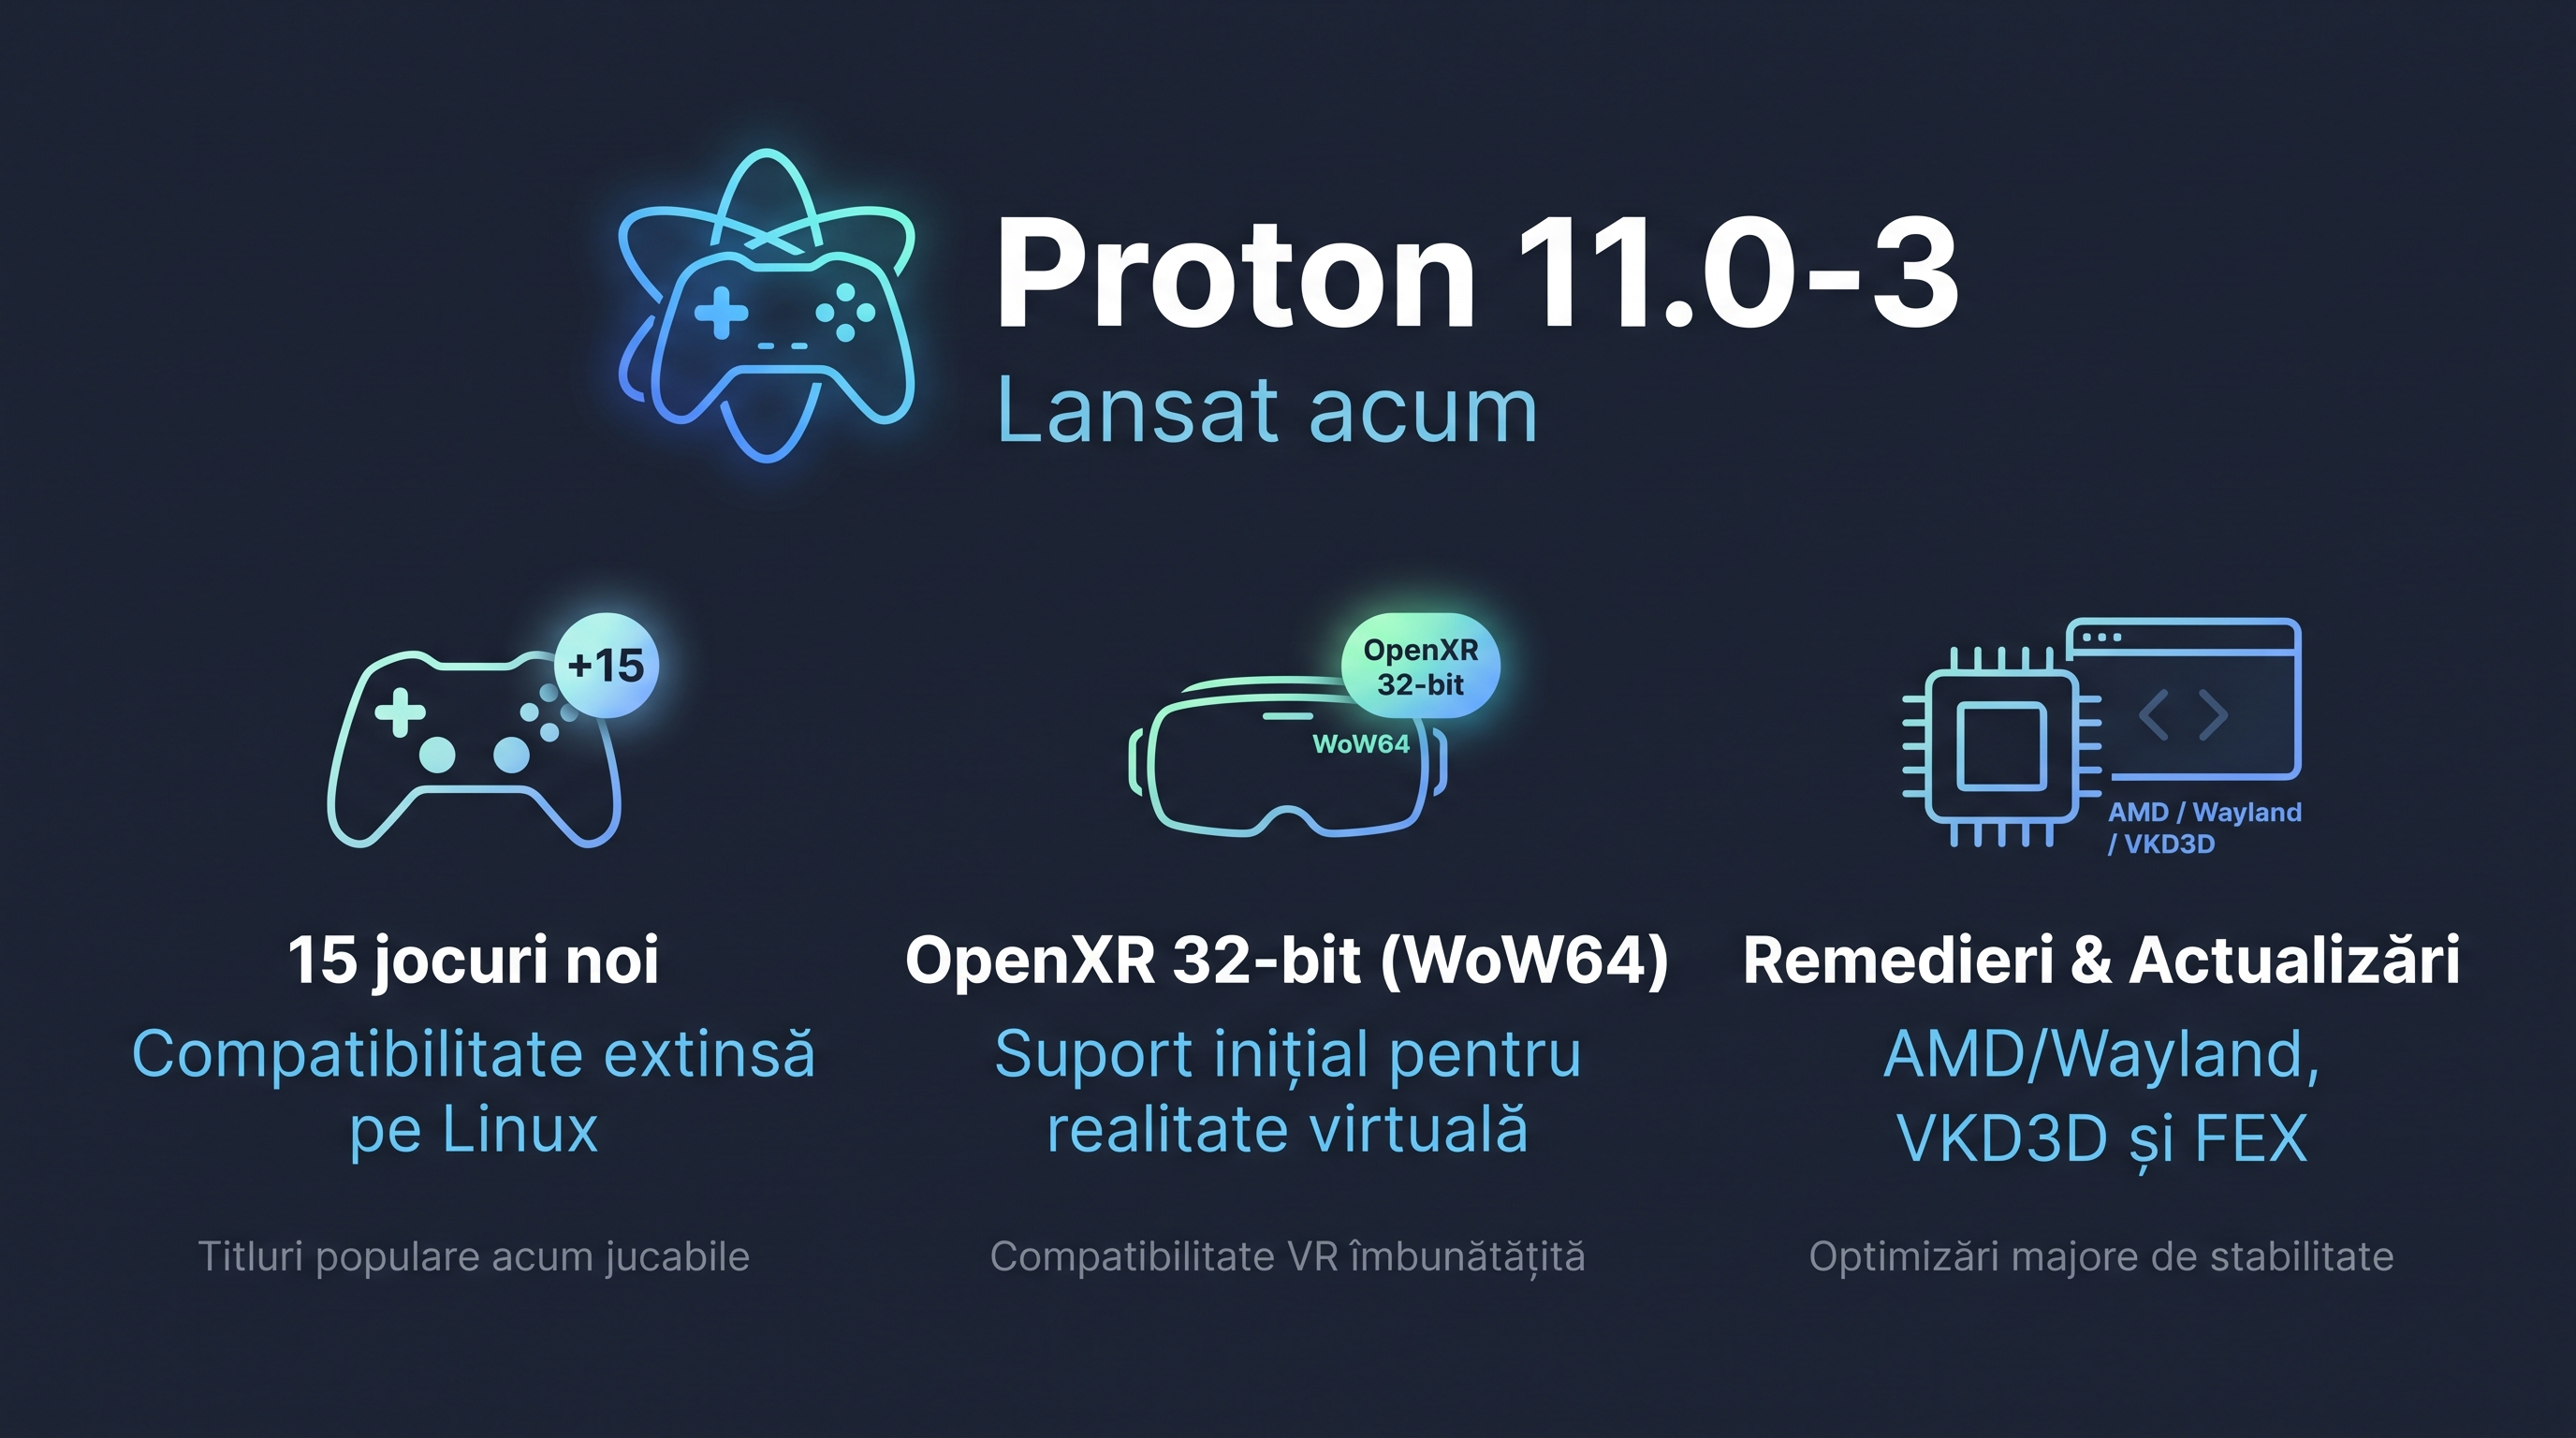 Proton 11.0-3
Lansat acum
+15
OpenXR
32-bit
WoW64
AMD / Wayland
/ VKD3D
15 jocuri noi
Compatibilitate extinsă
pe Linux
Titluri populare acum jucabile
OpenXR 32-bit (WoW64)
Suport inițial pentru
realitate virtuală
Compatibilitate VR îmbunătățită
Remedieri & Actualizări
AMD/Wayland,
VKD3D și FEX
Optimizări majore de stabilitate